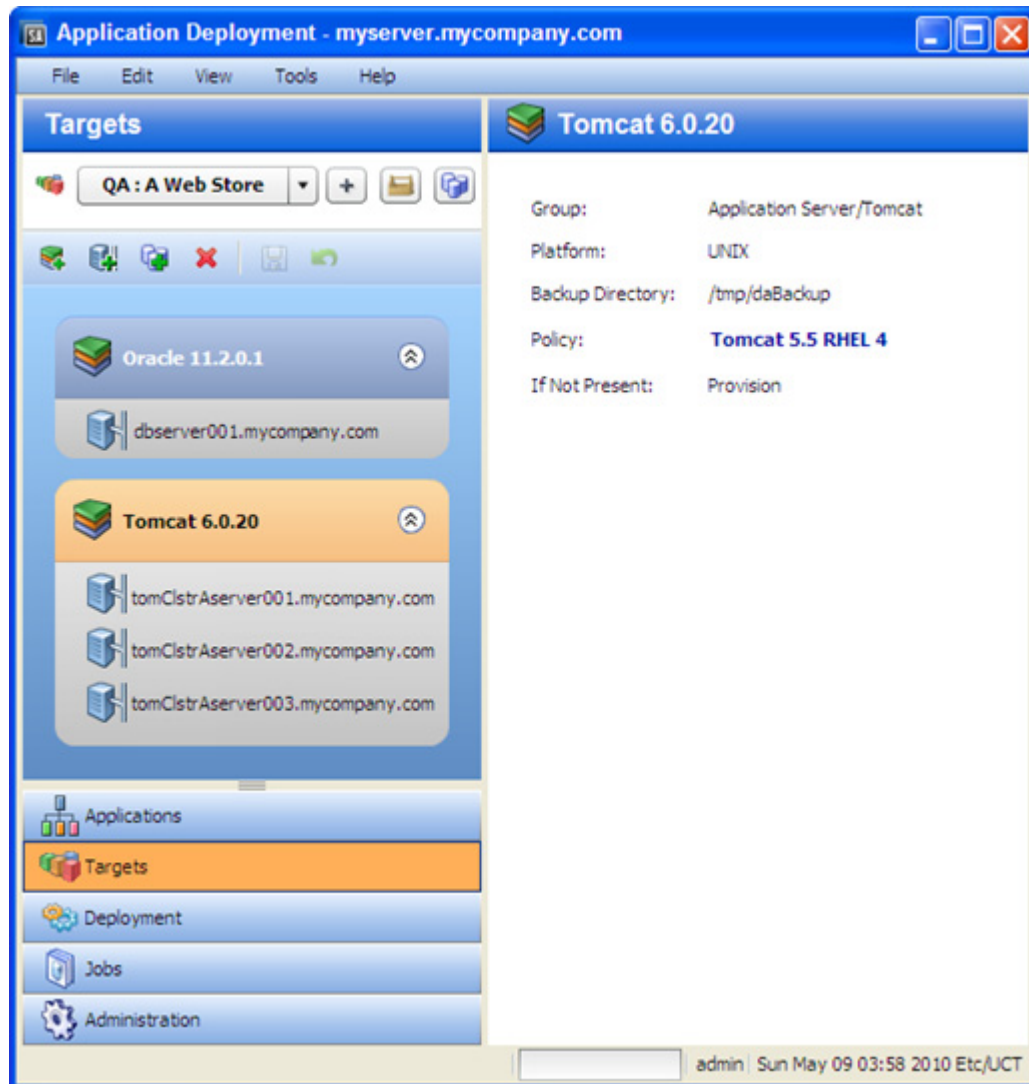 SA Application Deployment - myserver.mycompany.com
File Edit View Tools Help
Targets
QA : A Web Store
Oracle 11.2.0.1
dbserver001.mycompany.com
Tomcat 6.0.20
tomClstrAserver001.mycompany.com
tomClstrAserver002.mycompany.com
tomClstrAserver003.mycompany.com
Applications
Targets
Deployment
Jobs
Administration
Tomcat 6.0.20
Group: Application Server/Tomcat
Platform: UNIX
Backup Directory: /tmp/daBackup
Policy: Tomcat 5.5 RHEL 4
If Not Present: Provision
admin Sun May 09 03:58 2010 Etc/UCT